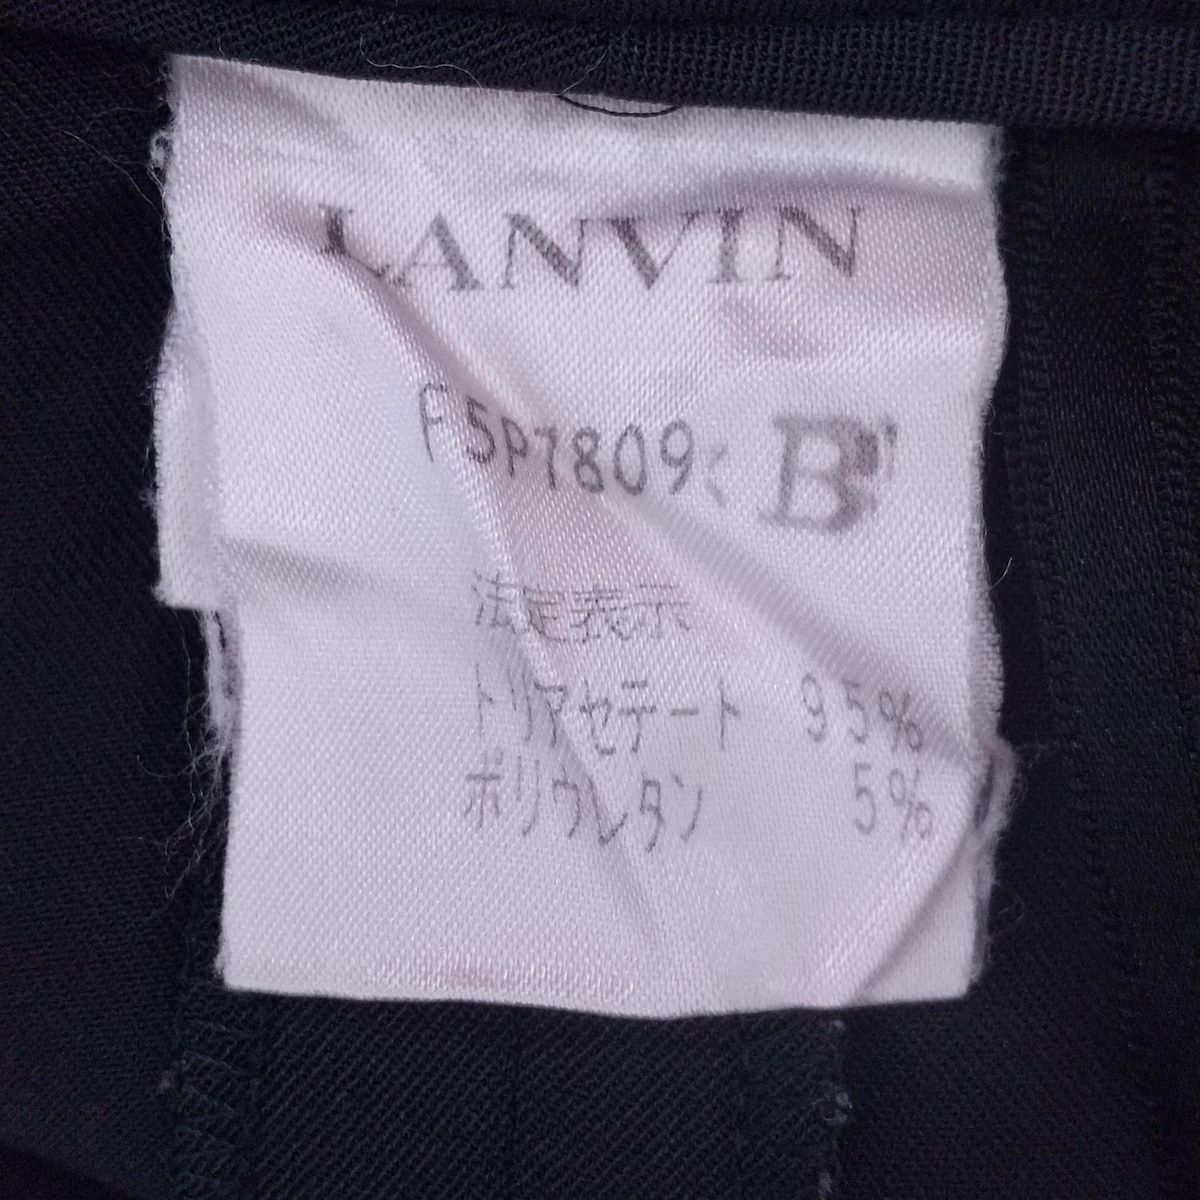 LANVIN
F5P7809 B
法定表示
トリアセテート 95%
ポリウレタン 5%